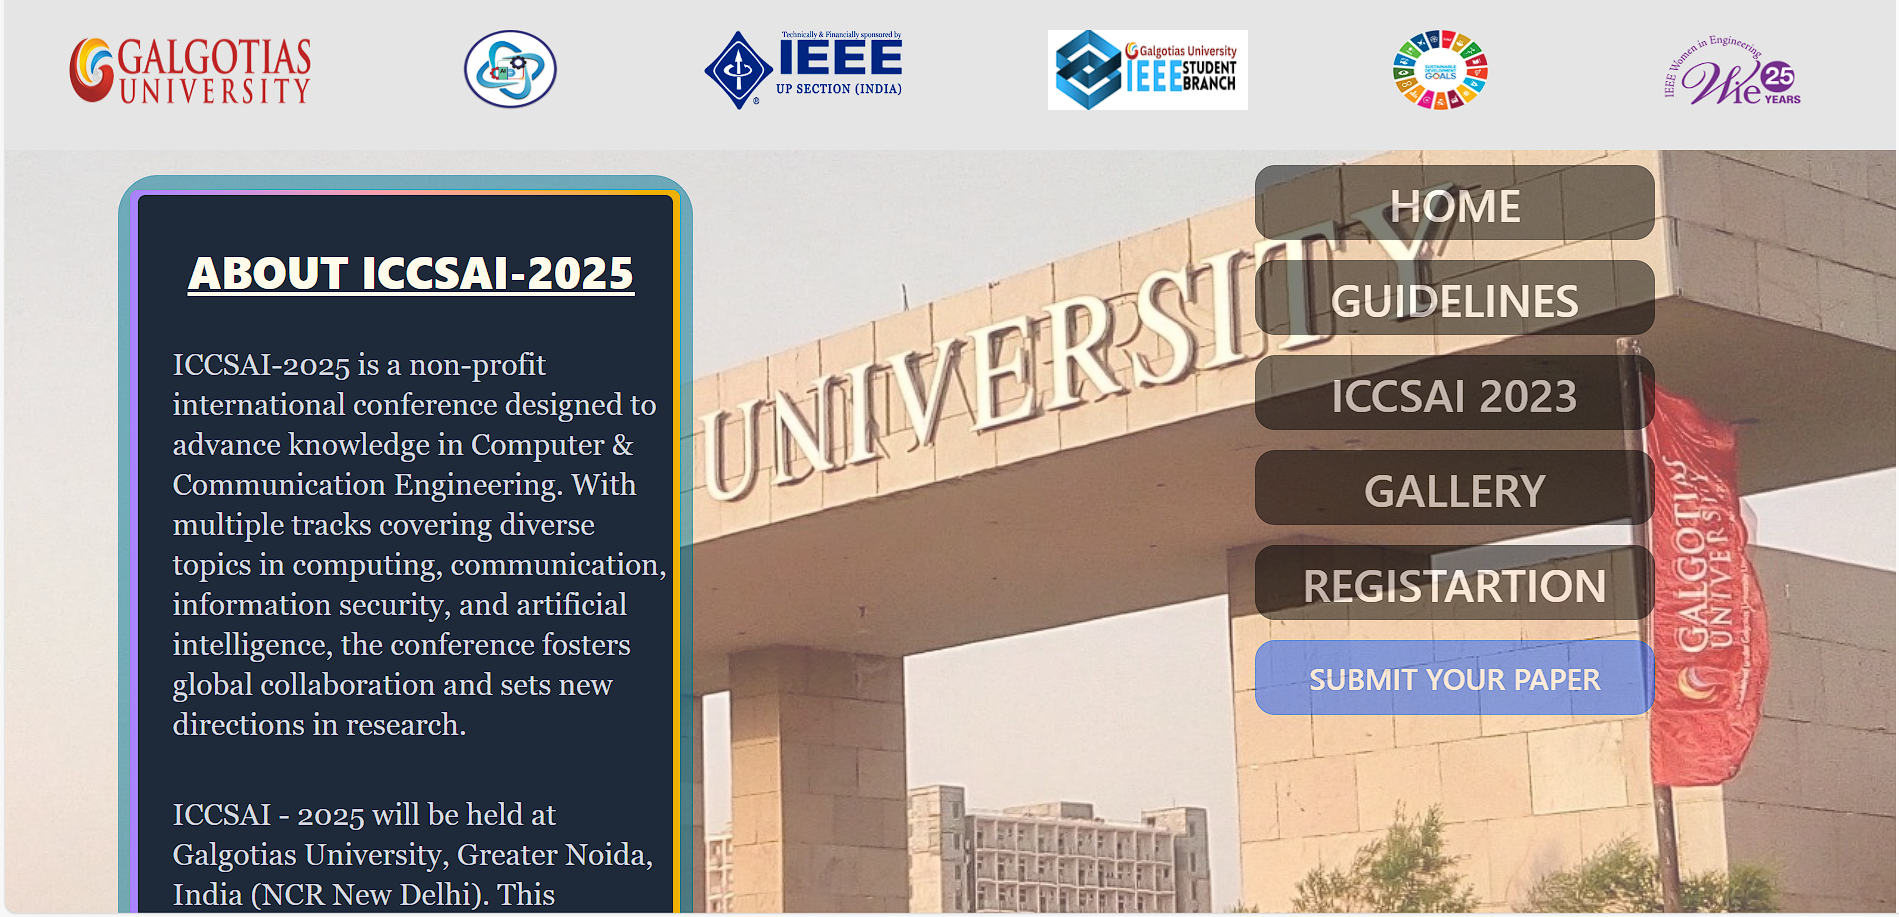 GALGOTIAS
UNIVERSITY
Technically & Financially sponsored by
IEEE
UP SECTION (INDIA)
®
Galgotias University
IEEE STUDENT
BRANCH
SUSTAINABLE
DEVELOPMENT
GOALS
IEEE Women in Engineering
Wie 25
YEARS
ABOUT ICCSAI-2025
ICCSAI-2025 is a non-profit
international conference designed to
advance knowledge in Computer &
Communication Engineering. With
multiple tracks covering diverse
topics in computing, communication,
information security, and artificial
intelligence, the conference fosters
global collaboration and sets new
directions in research.
ICCSAI - 2025 will be held at
Galgotias University, Greater Noida,
India (NCR New Delhi). This
UNIVERSITY
HOME
GUIDELINES
ICCSAI 2023
GALLERY
REGISTARTION
SUBMIT YOUR PAPER
GALGOTIAS
UNIVERSITY